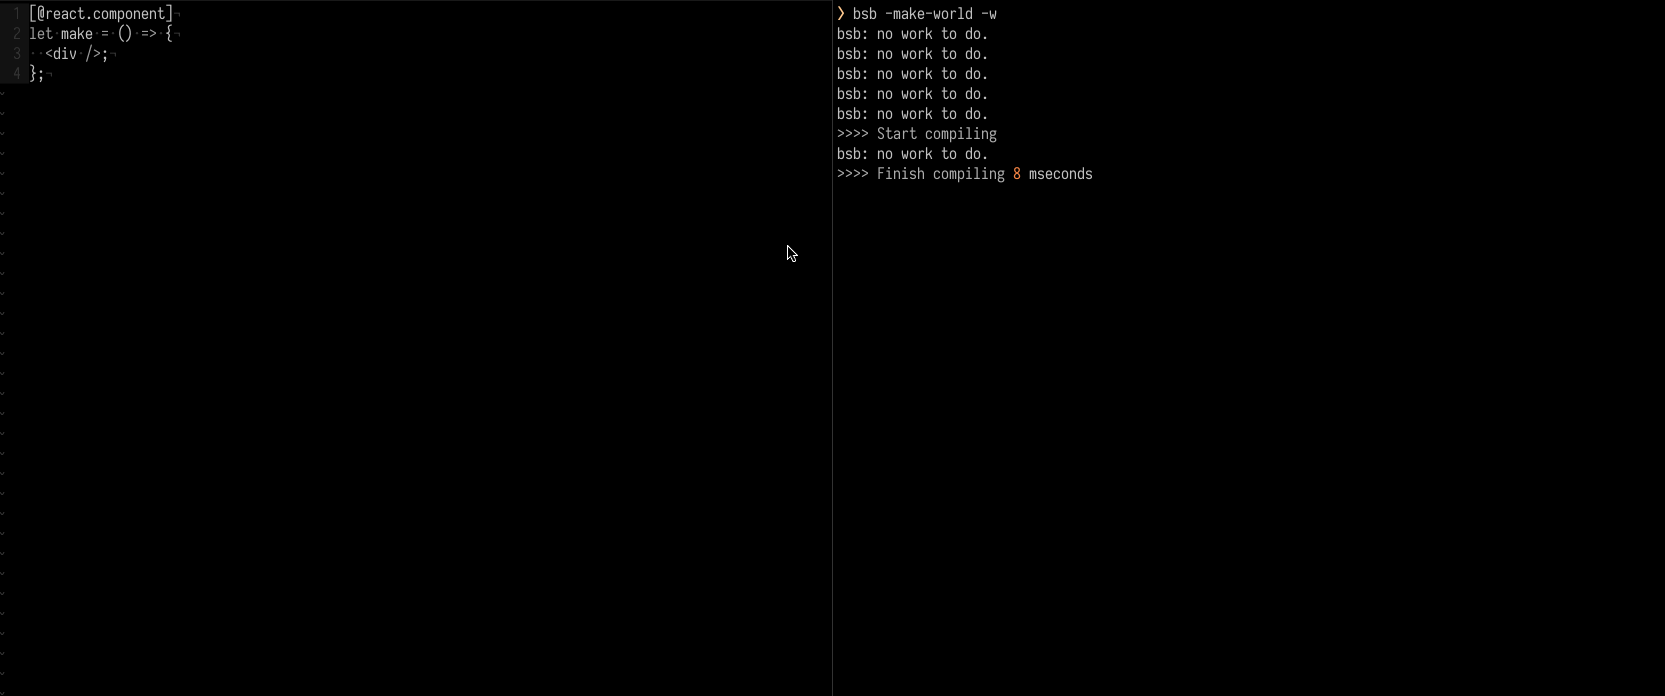 1 [@react.component]¬
2 let·make·=·()·=>·{¬
3 ··<div·/>;¬
4 };¬
❯ bsb -make-world -w
bsb: no work to do.
bsb: no work to do.
bsb: no work to do.
bsb: no work to do.
bsb: no work to do.
>>>> Start compiling
bsb: no work to do.
>>>> Finish compiling 8 mseconds